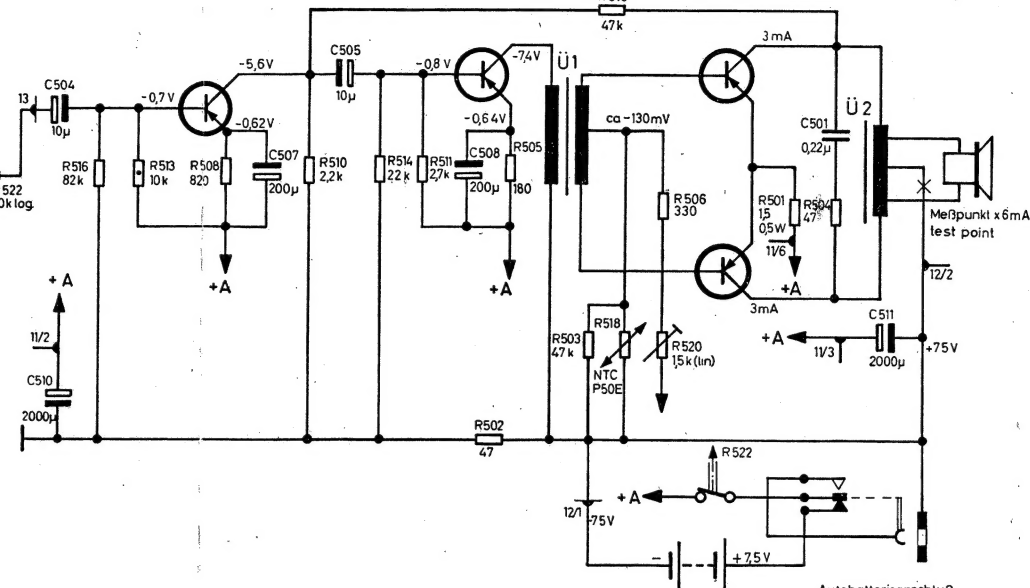 47k
3mA
-5,6V
C505
10µ
-0,8V
-7,4V
Ü1
C504
13
10µ
-0,7V
-0,62V
R516
82k
R513
10k
R508
820
C507
200µ
R510
2,2k
R514
22k
R511
2,7k
-0,64V
C508
200µ
R505
180
ca -130mV
R506
330
Ü2
C501
0,22µ
R501
1,5
0,5W
11/6
R504
47
+A
Meßpunkt x 6mA
test point
522
0k log.
+A
+A
+A
3mA
12/2
11/2
C510
2000µ
R503
47k
R518
NTC
P50E
R520
1,5k(lin)
+A
11/3
C511
2000µ
+7,5V
R502
47
R522
+A
12/1
-7,5V
-
+7,5V